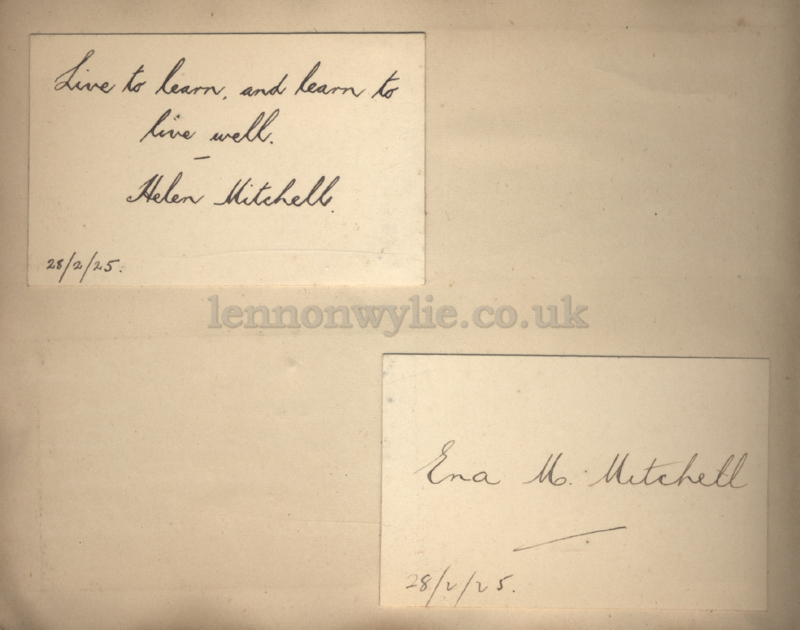 Live to learn, and learn to
live well.
Helen Mitchell.
28/2/25.
lennonwylie.co.uk
Ena M. Mitchell
28/2/25.